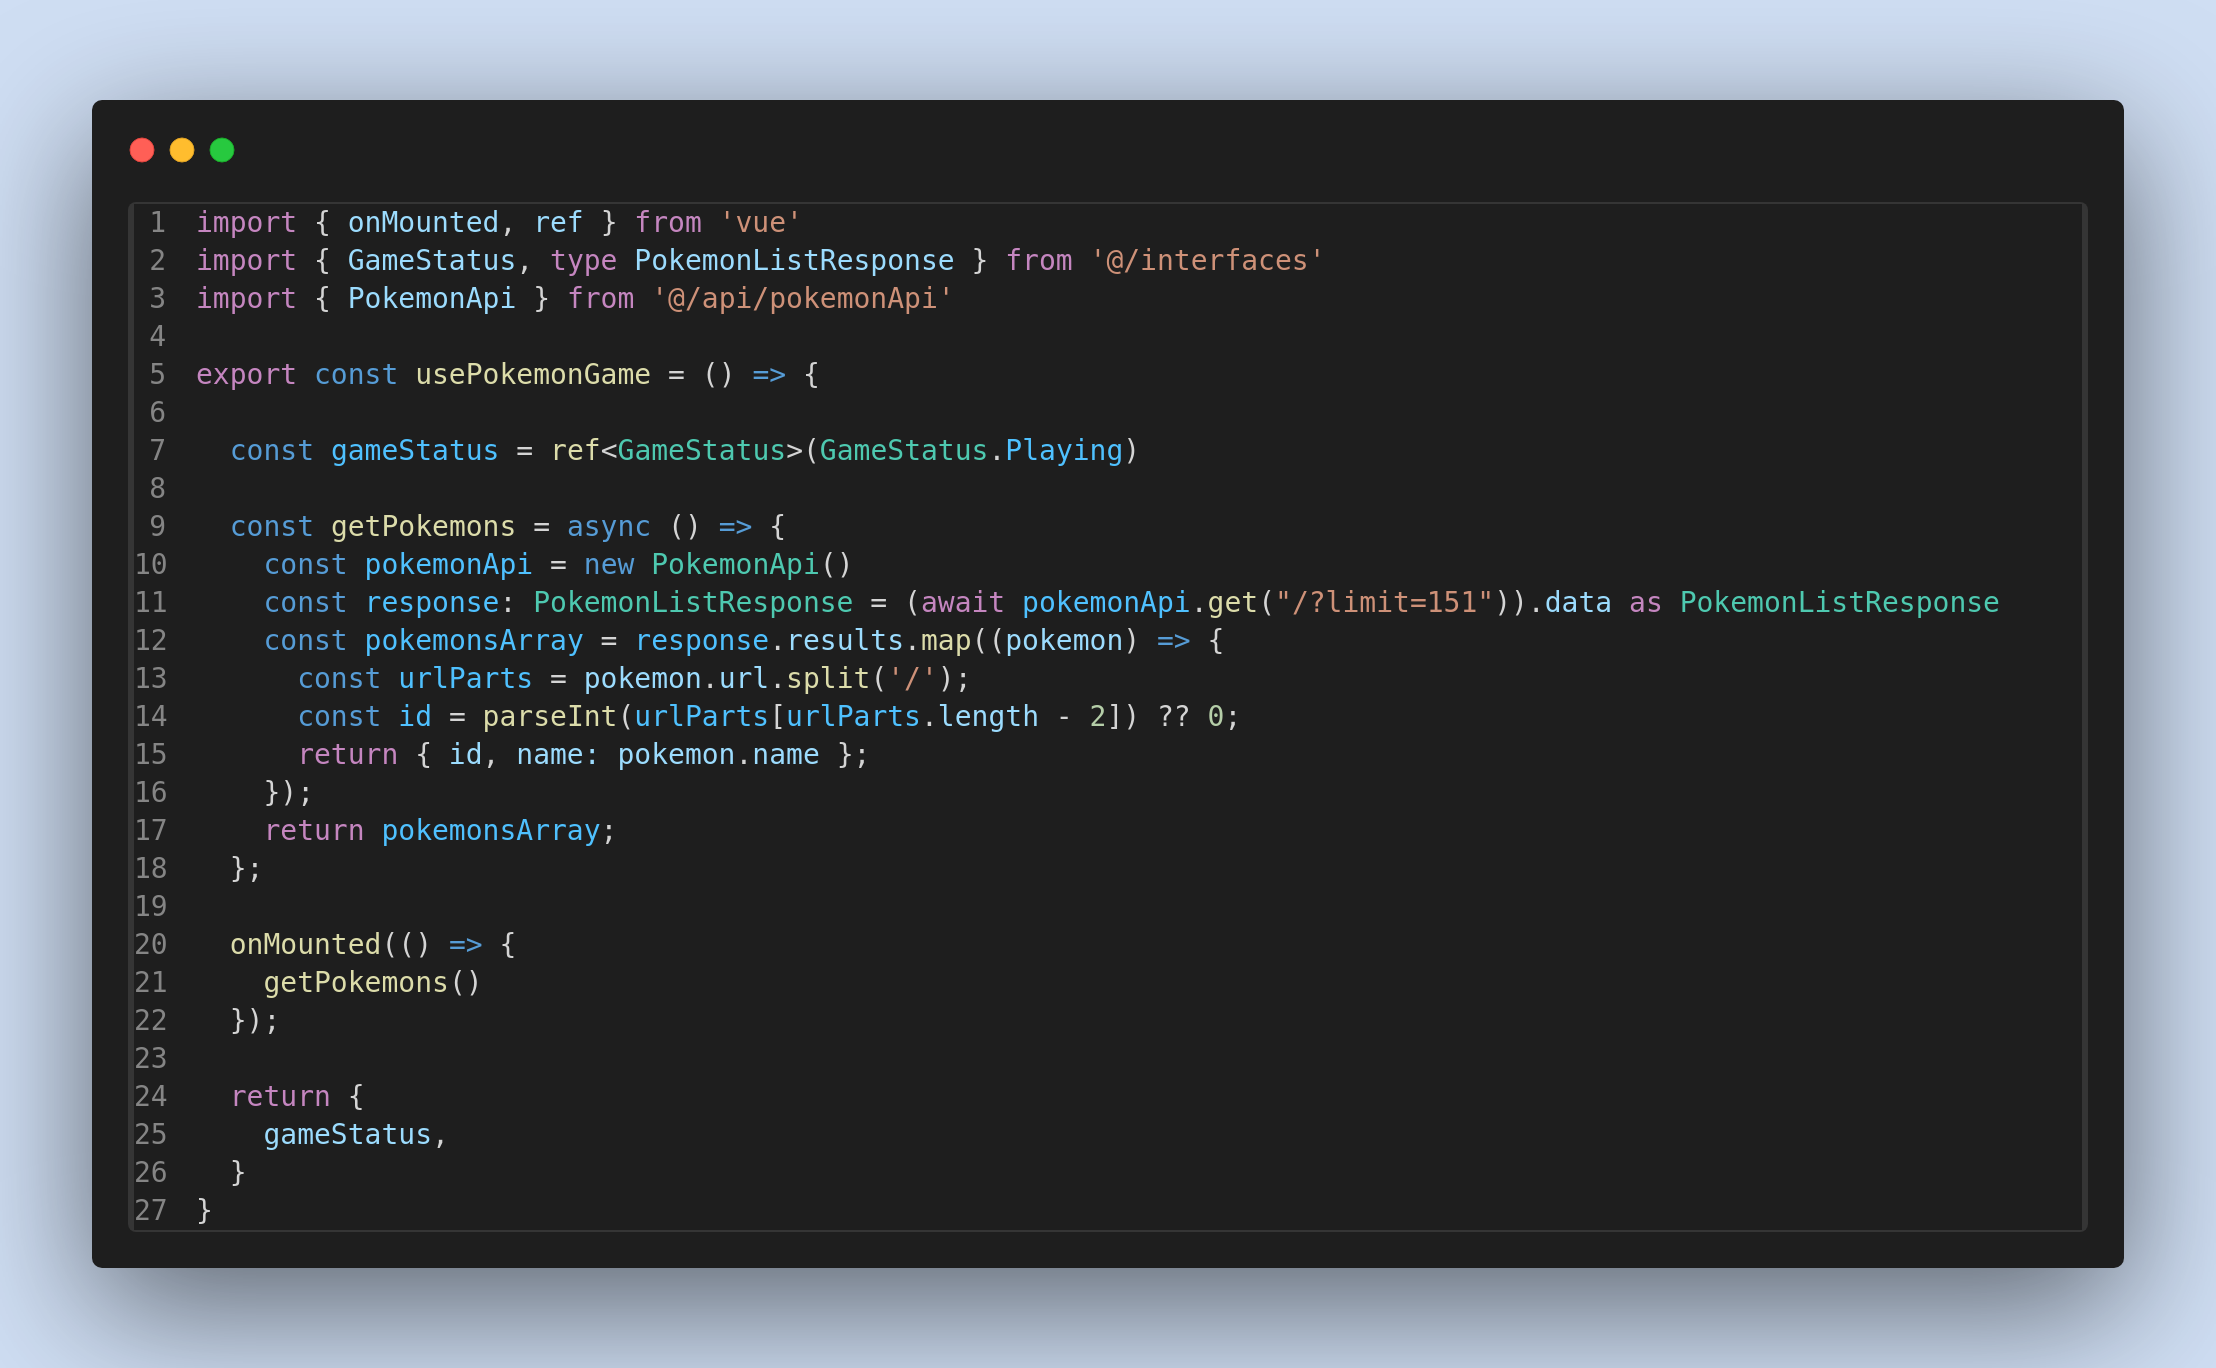 1 import { onMounted, ref } from 'vue'
2 import { GameStatus, type PokemonListResponse } from '@/interfaces'
3 import { PokemonApi } from '@/api/pokemonApi'
4
5 export const usePokemonGame = () => {
6
7   const gameStatus = ref<GameStatus>(GameStatus.Playing)
8
9   const getPokemons = async () => {
10     const pokemonApi = new PokemonApi()
11     const response: PokemonListResponse = (await pokemonApi.get("/?limit=151")).data as PokemonListResponse
12     const pokemonsArray = response.results.map((pokemon) => {
13       const urlParts = pokemon.url.split('/');
14       const id = parseInt(urlParts[urlParts.length - 2]) ?? 0;
15       return { id, name: pokemon.name };
16     });
17     return pokemonsArray;
18   };
19
20   onMounted(() => {
21     getPokemons()
22   });
23
24   return {
25     gameStatus,
26   }
27 }